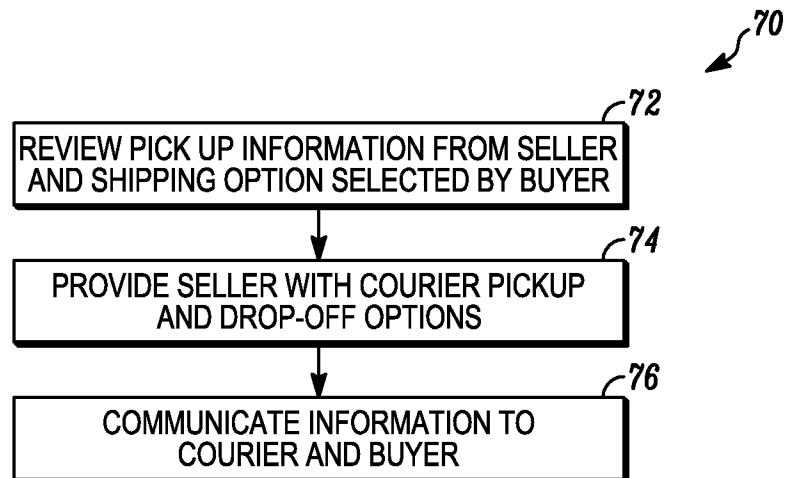 70
72
REVIEW PICK UP INFORMATION FROM SELLER
AND SHIPPING OPTION SELECTED BY BUYER
74
PROVIDE SELLER WITH COURIER PICKUP
AND DROP-OFF OPTIONS
76
COMMUNICATE INFORMATION TO
COURIER AND BUYER